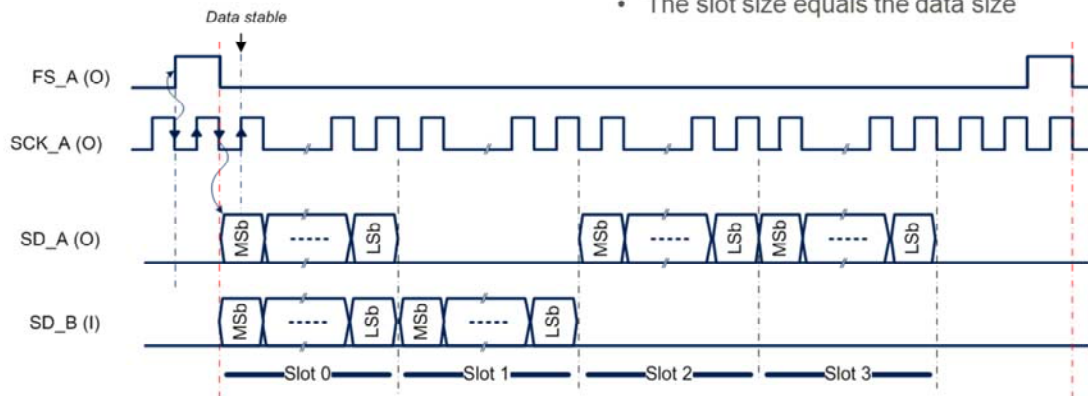 • The slot size equals the data size
Data stable
FS_A (O)
SCK_A (O)
SD_A (O)
MSb ----- LSb MSb ----- LSb MSb ----- LSb
SD_B (I)
MSb ----- LSb MSb ----- LSb
Slot 0 Slot 1 Slot 2 Slot 3